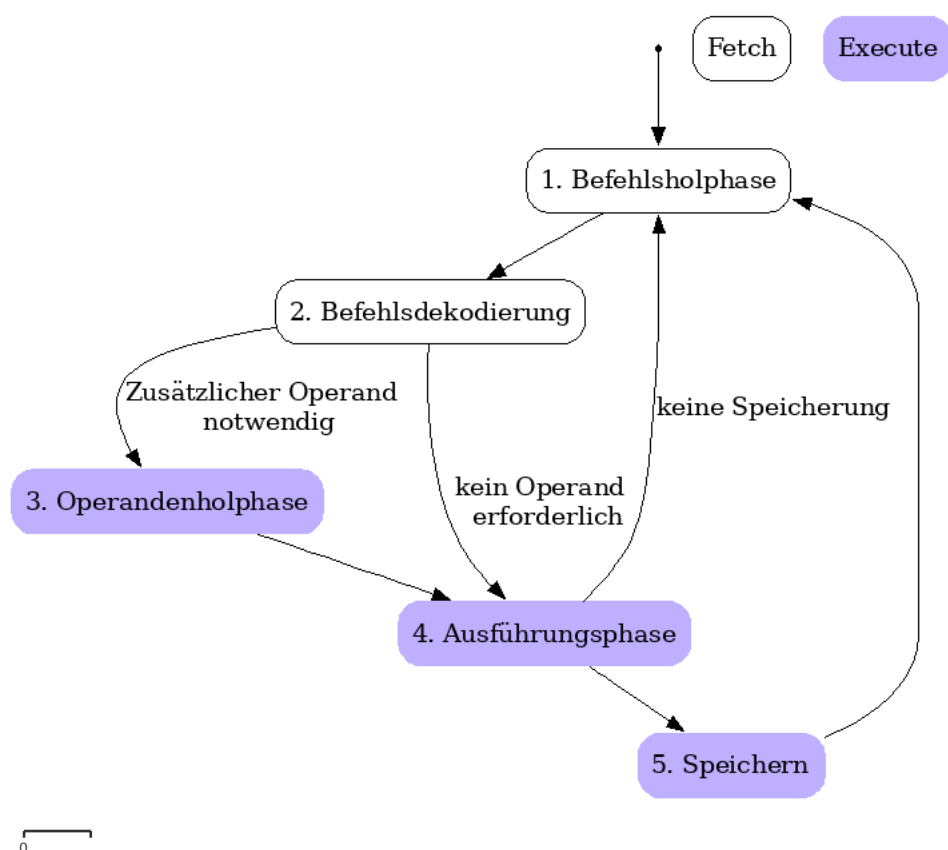 Fetch
Execute
1. Befehlsholphase
2. Befehlsdekodierung
Zusätzlicher Operand
notwendig
keine Speicherung
kein Operand
erforderlich
3. Operandenholphase
4. Ausführungsphase
5. Speichern
0